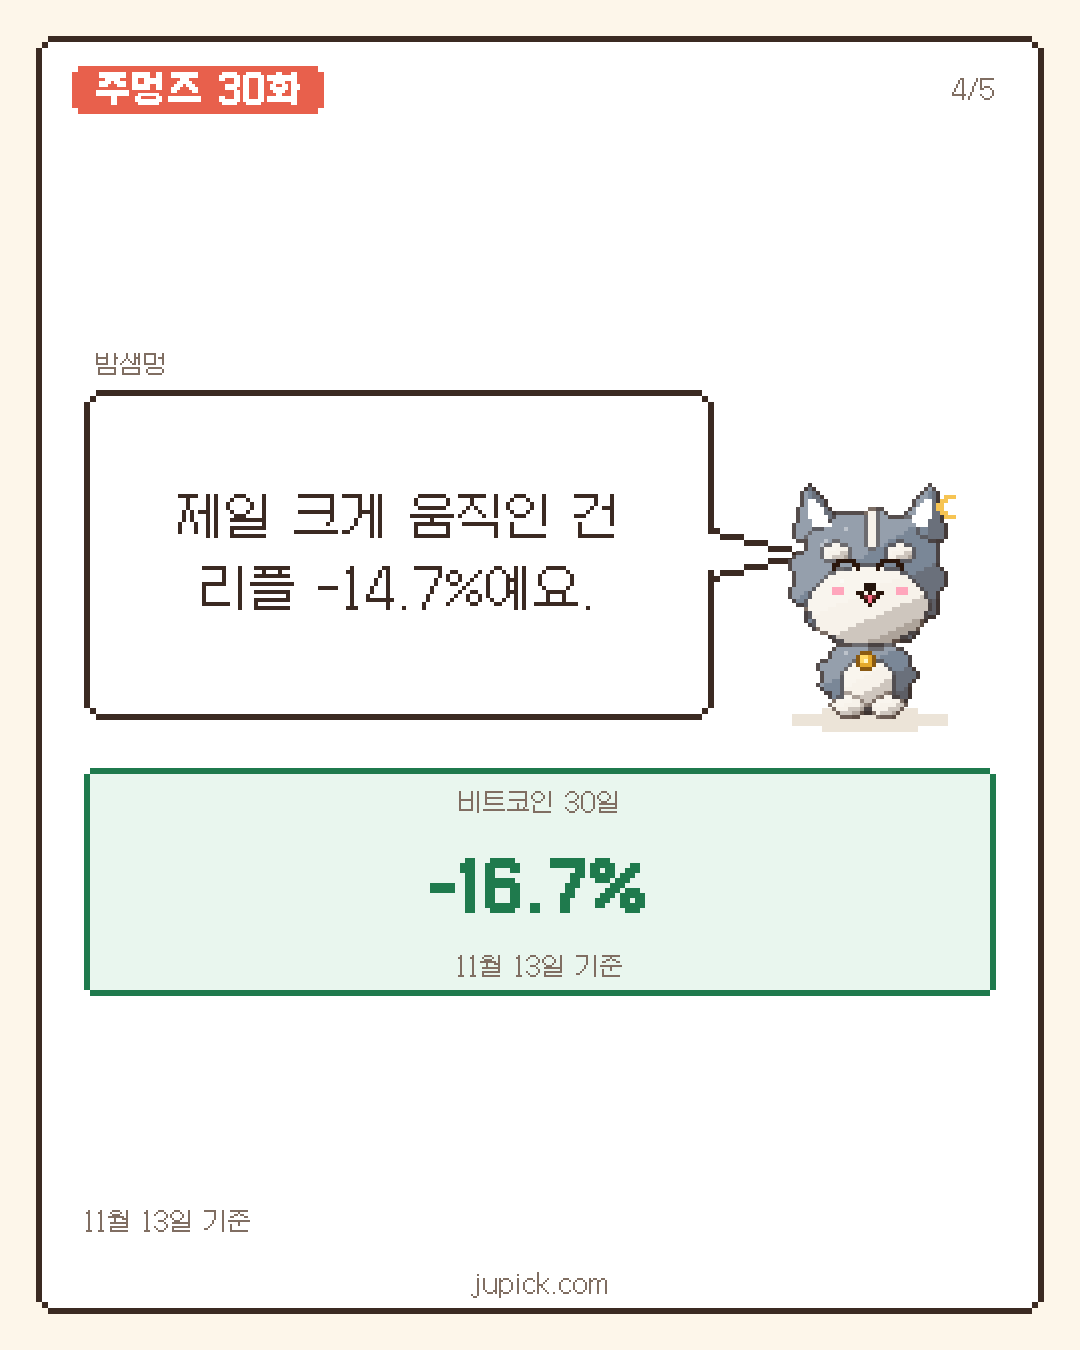 주멍즈 30화
4/5
밤샘멍
제일 크게 움직인 건
리플 -14.7%예요.
비트코인 30일
-16.7%
11월 13일 기준
11월 13일 기준
jupick.com